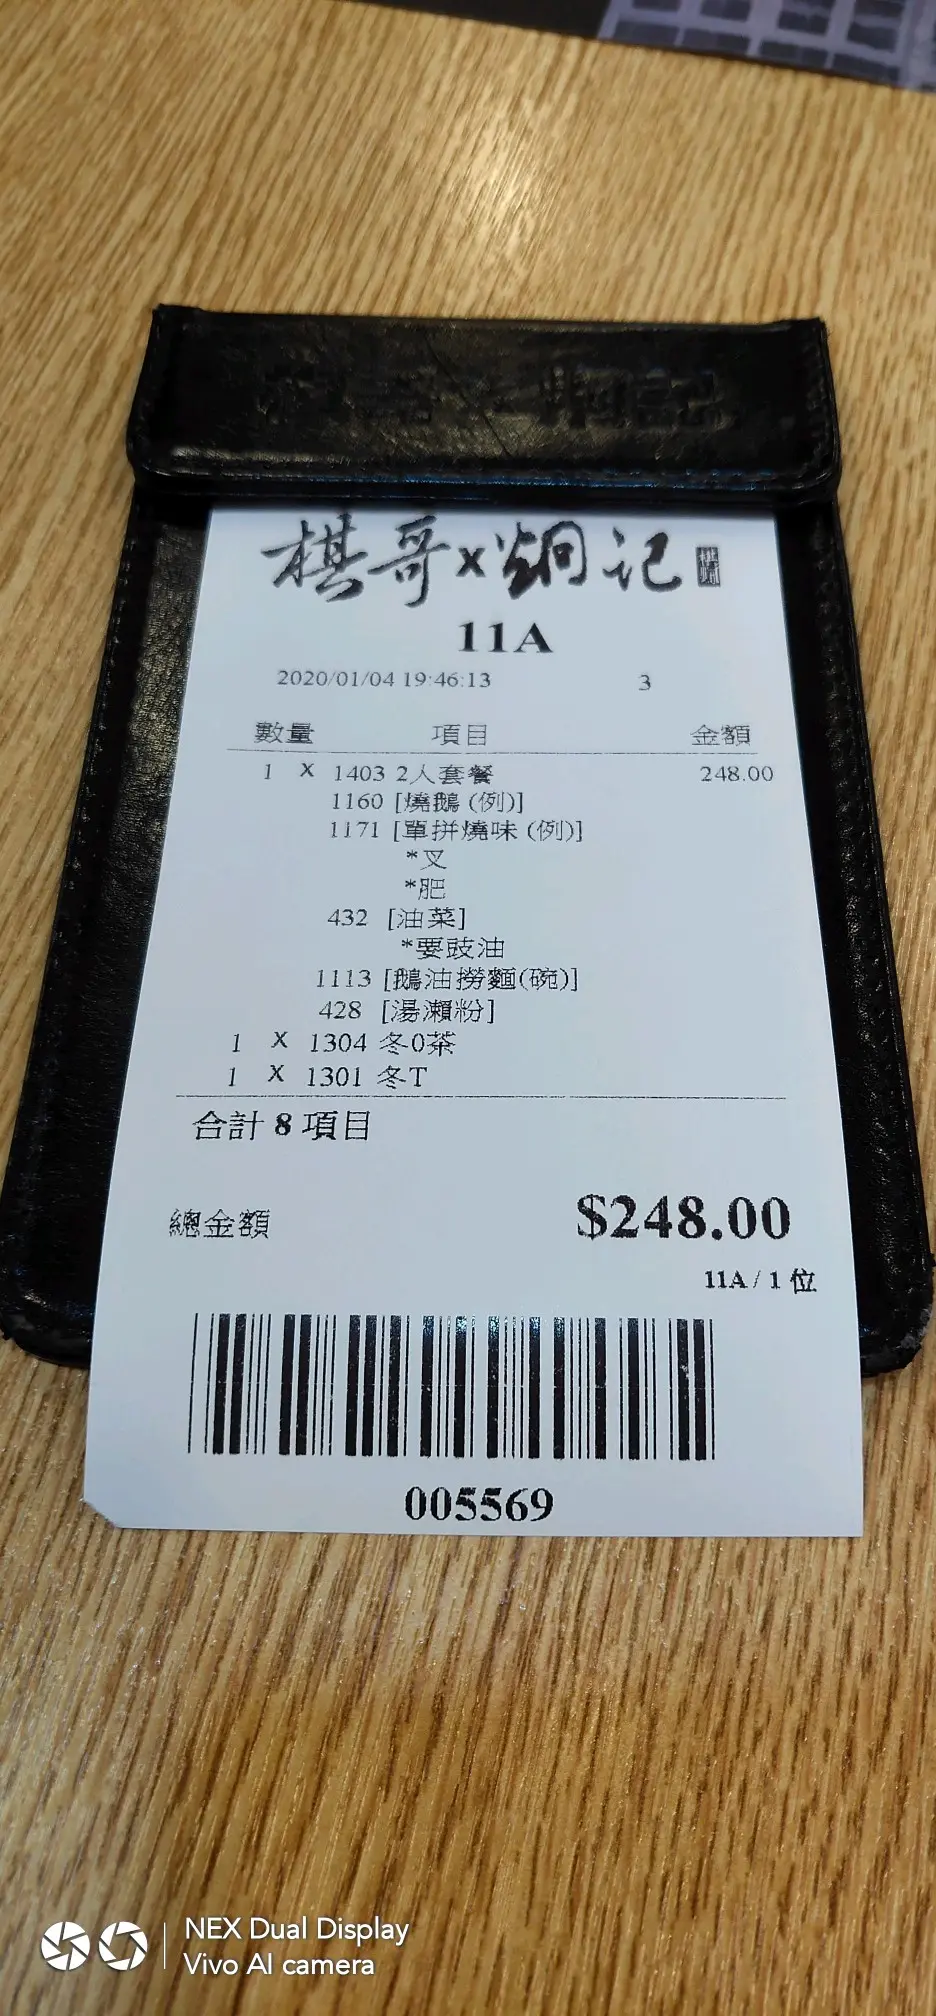 棋哥x炯记
11A
2020/01/04 19:46:13 3
數量 項目 金額
1 X 1403 2人套餐 248.00
1160 [燒鵝 (例)]
1171 [單拼燒味 (例)]
*叉
*肥
432 [油菜]
*要豉油
1113 [鵝油撈麵(碗)]
428 [湯瀨粉]
1 X 1304 冬0茶
1 X 1301 冬T
合計 8 項目
總金額 $248.00
11A / 1 位
005569
NEX Dual Display
Vivo AI camera